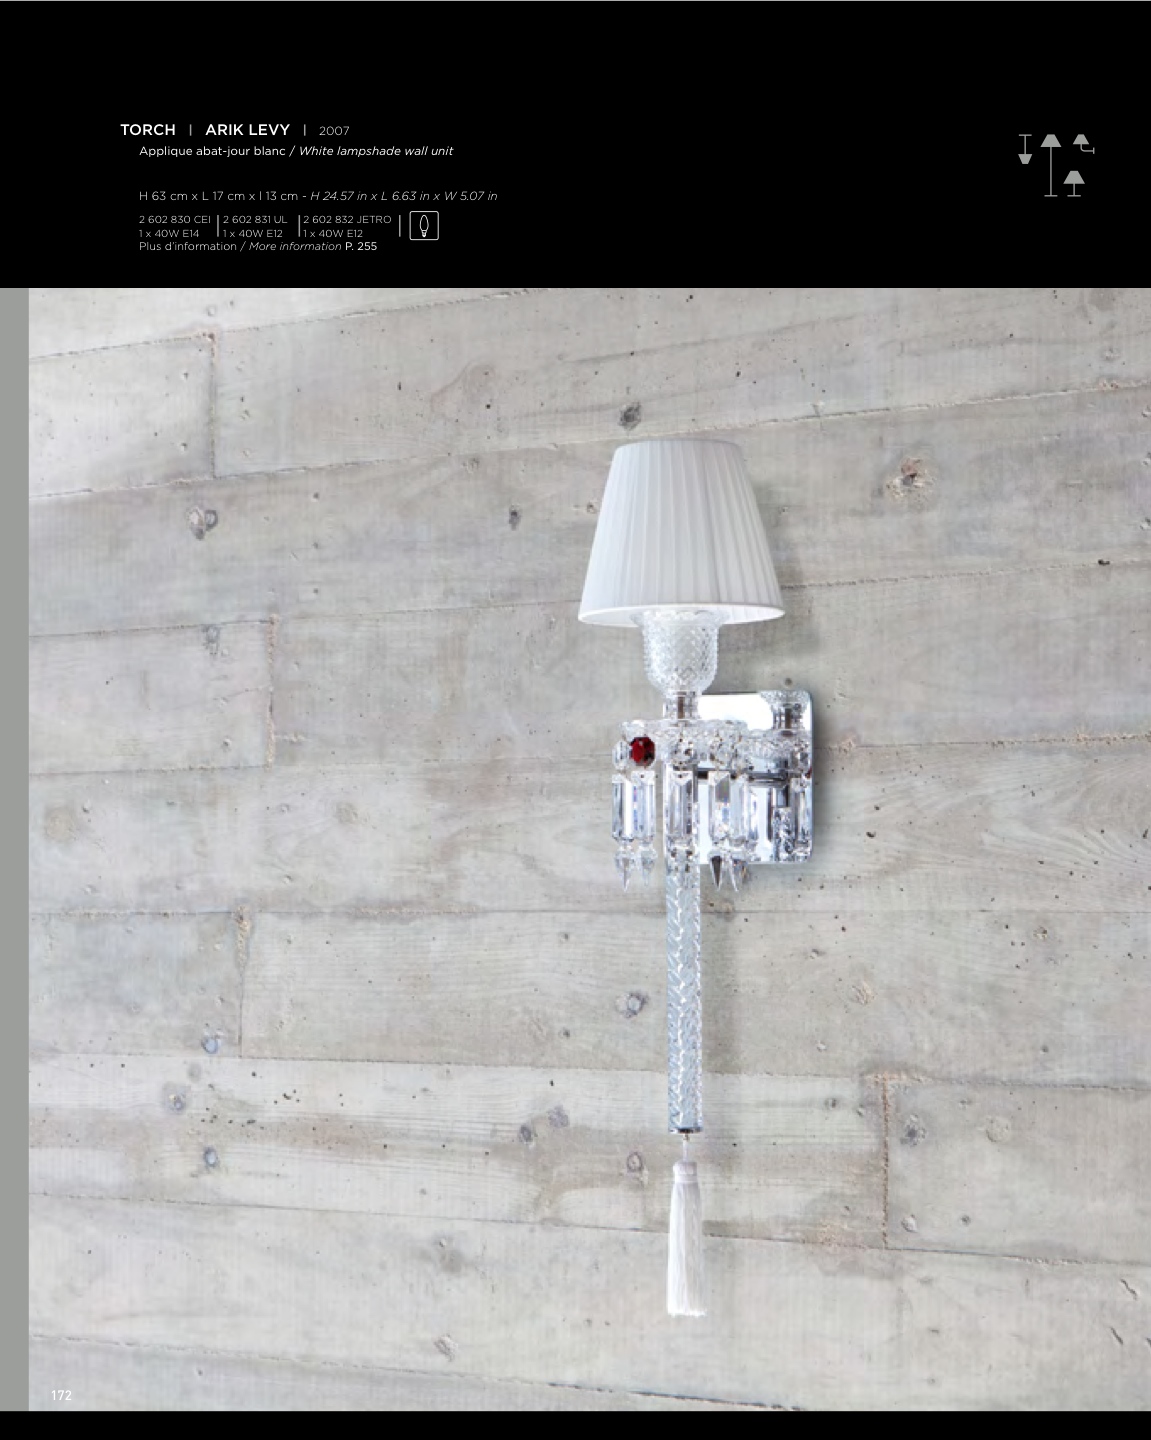 TORCH | ARIK LEVY | 2007
Applique abat-jour blanc / White lampshade wall unit
H 63 cm x L 17 cm x l 13 cm - H 24.57 in x L 6.63 in x W 5.07 in
2 602 830 CEI | 2 602 831 UL | 2 602 832 JETRO
1 x 40W E14 | 1 x 40W E12 | 1 x 40W E12
Plus d'information / More information P. 255
172